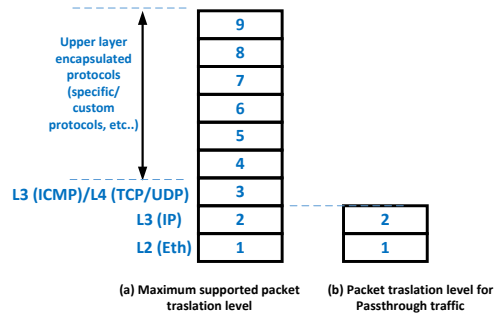 Upper layer
encapsulated
protocols
(specific/
custom
protocols, etc..)
9
8
7
6
5
4
L3 (ICMP)/L4 (TCP/UDP) 3
L3 (IP) 2 2
L2 (Eth) 1 1
(a) Maximum supported packet
traslation level
(b) Packet traslation level for
Passthrough traffic